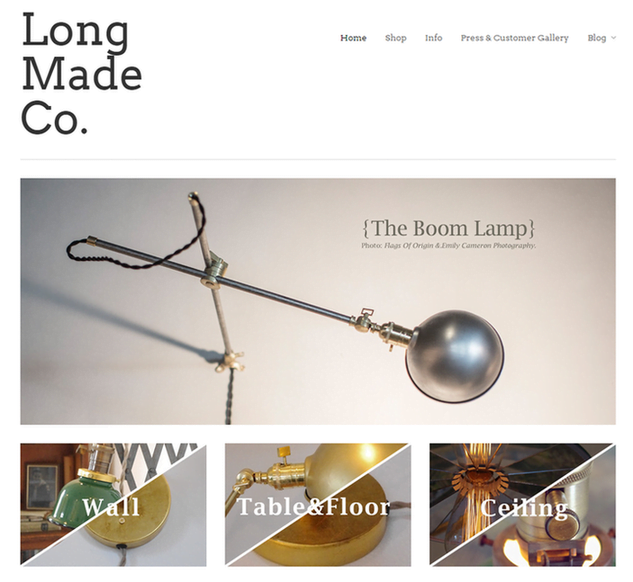 Long
Made
Co.
Home Shop Info Press & Customer Gallery Blog
{The Boom Lamp}
Photo: Flags Of Origin & Emily Cameron Photography.
Wall Table&Floor Ceiling